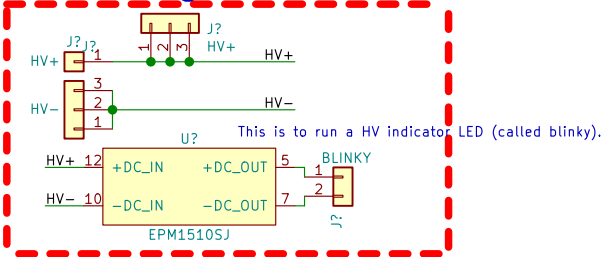 J?
1 2 3
HV+
J?
J?
HV+
1
HV+
HV-
3
2
1
HV-
This is to run a HV indicator LED (called blinky).
U?
HV+ 12 +DC_IN +DC_OUT 5
HV- 10 -DC_IN -DC_OUT 7
EPM1510SJ
BLINKY
1
2
J?